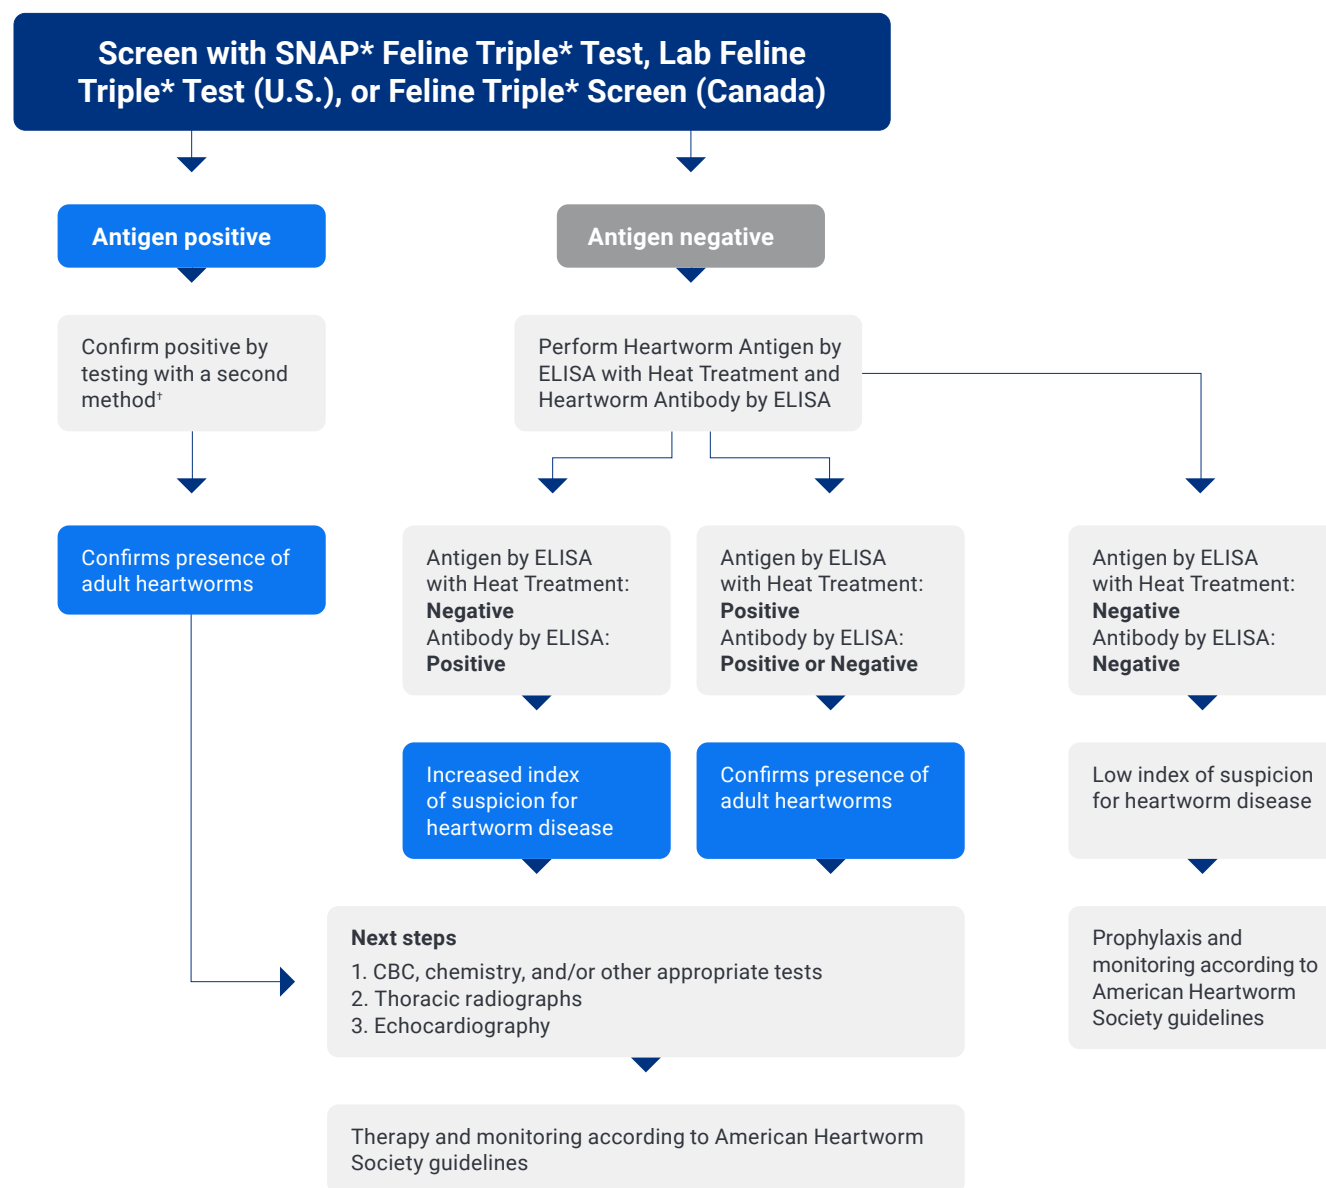 Screen with SNAP* Feline Triple* Test, Lab Feline
Triple* Test (U.S.), or Feline Triple* Screen (Canada)
Antigen positive
Antigen negative
Confirm positive by
testing with a second
method†
Perform Heartworm Antigen by
ELISA with Heat Treatment and
Heartworm Antibody by ELISA
Confirms presence of
adult heartworms
Antigen by ELISA
with Heat Treatment:
Negative
Antibody by ELISA:
Positive
Antigen by ELISA
with Heat Treatment:
Positive
Antibody by ELISA:
Positive or Negative
Antigen by ELISA
with Heat Treatment:
Negative
Antibody by ELISA:
Negative
Increased index
of suspicion for
heartworm disease
Confirms presence of
adult heartworms
Low index of suspicion
for heartworm disease
Next steps
1. CBC, chemistry, and/or other appropriate tests
2. Thoracic radiographs
3. Echocardiography
Prophylaxis and
monitoring according to
American Heartworm
Society guidelines
Therapy and monitoring according to American Heartworm
Society guidelines